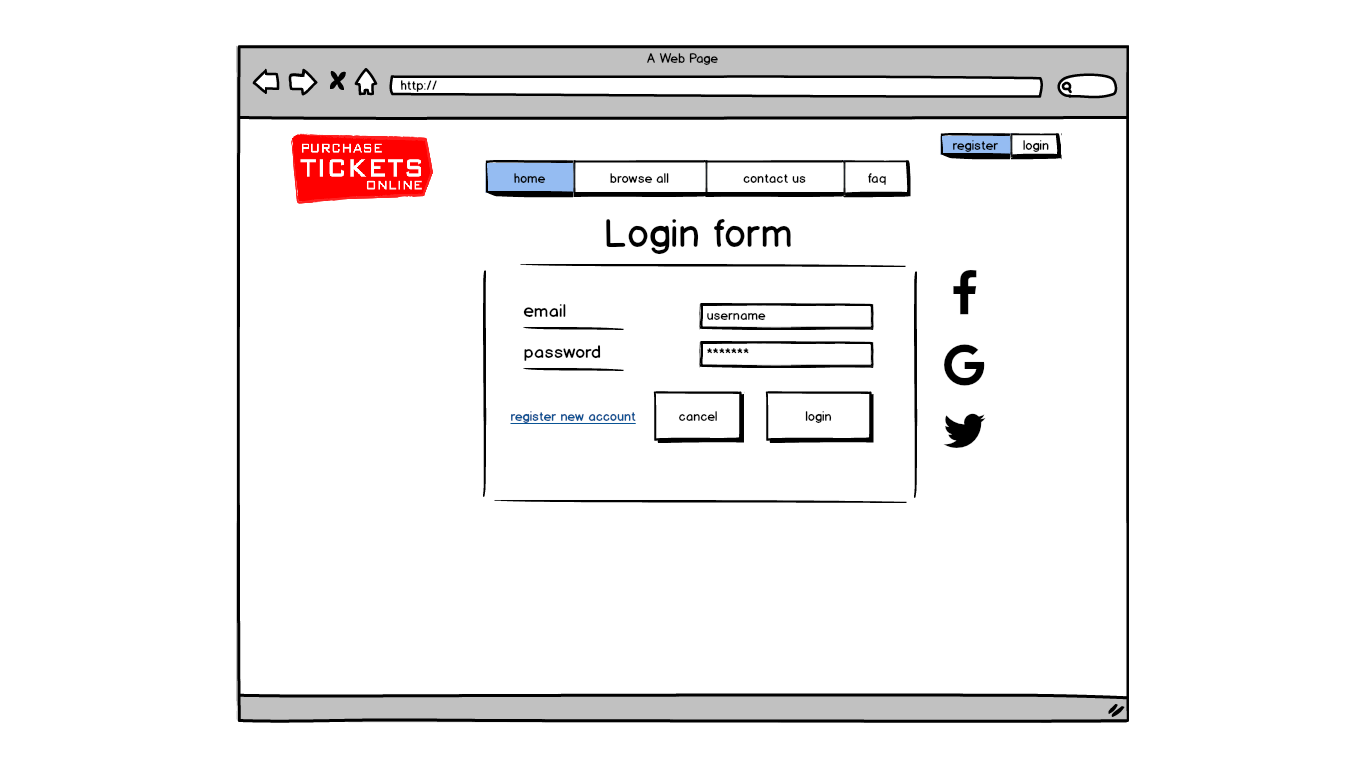 A Web Page
http://
PURCHASE
TICKETS
ONLINE
register login
home browse all contact us faq
Login form
email username
password *******
register new account cancel login